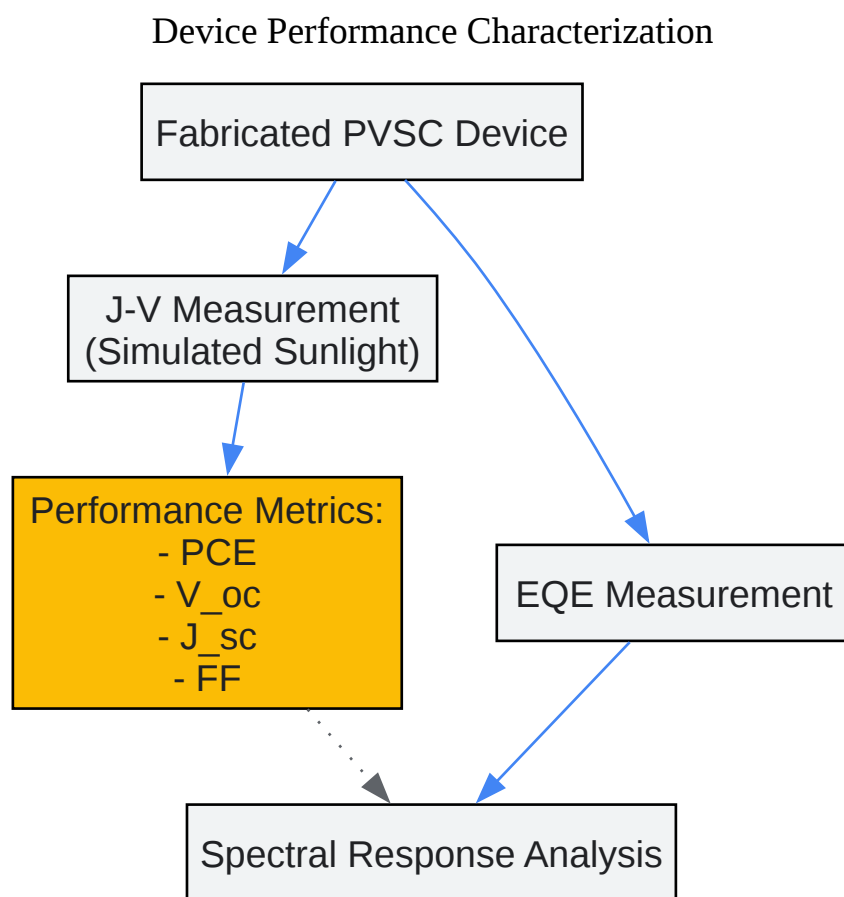 Device Performance Characterization
Fabricated PVSC Device
J-V Measurement
(Simulated Sunlight)
Performance Metrics:
- PCE
- V_oc
- J_sc
- FF
EQE Measurement
Spectral Response Analysis